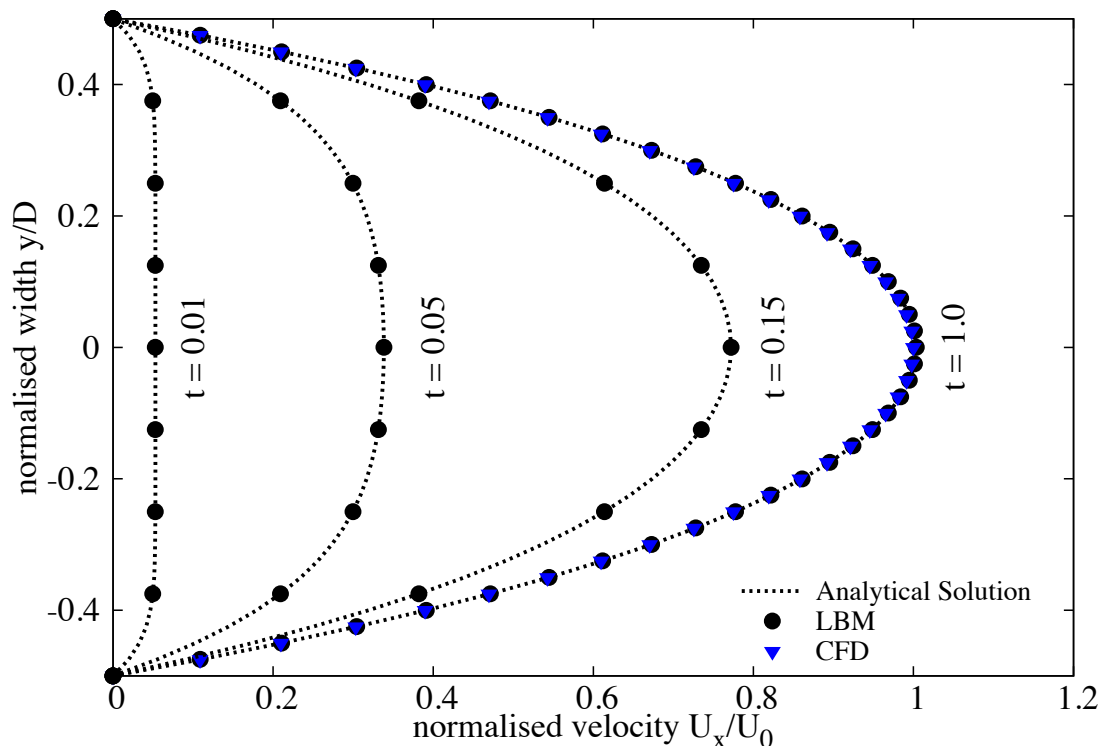 0.4
0.2
0
-0.2
-0.4
normalised width y/D
t = 0.01
t = 0.05
t = 0.15
t = 1.0
Analytical Solution
LBM
CFD
0
0.2
0.4
0.6
0.8
1
1.2
normalised velocity U_x/U_0